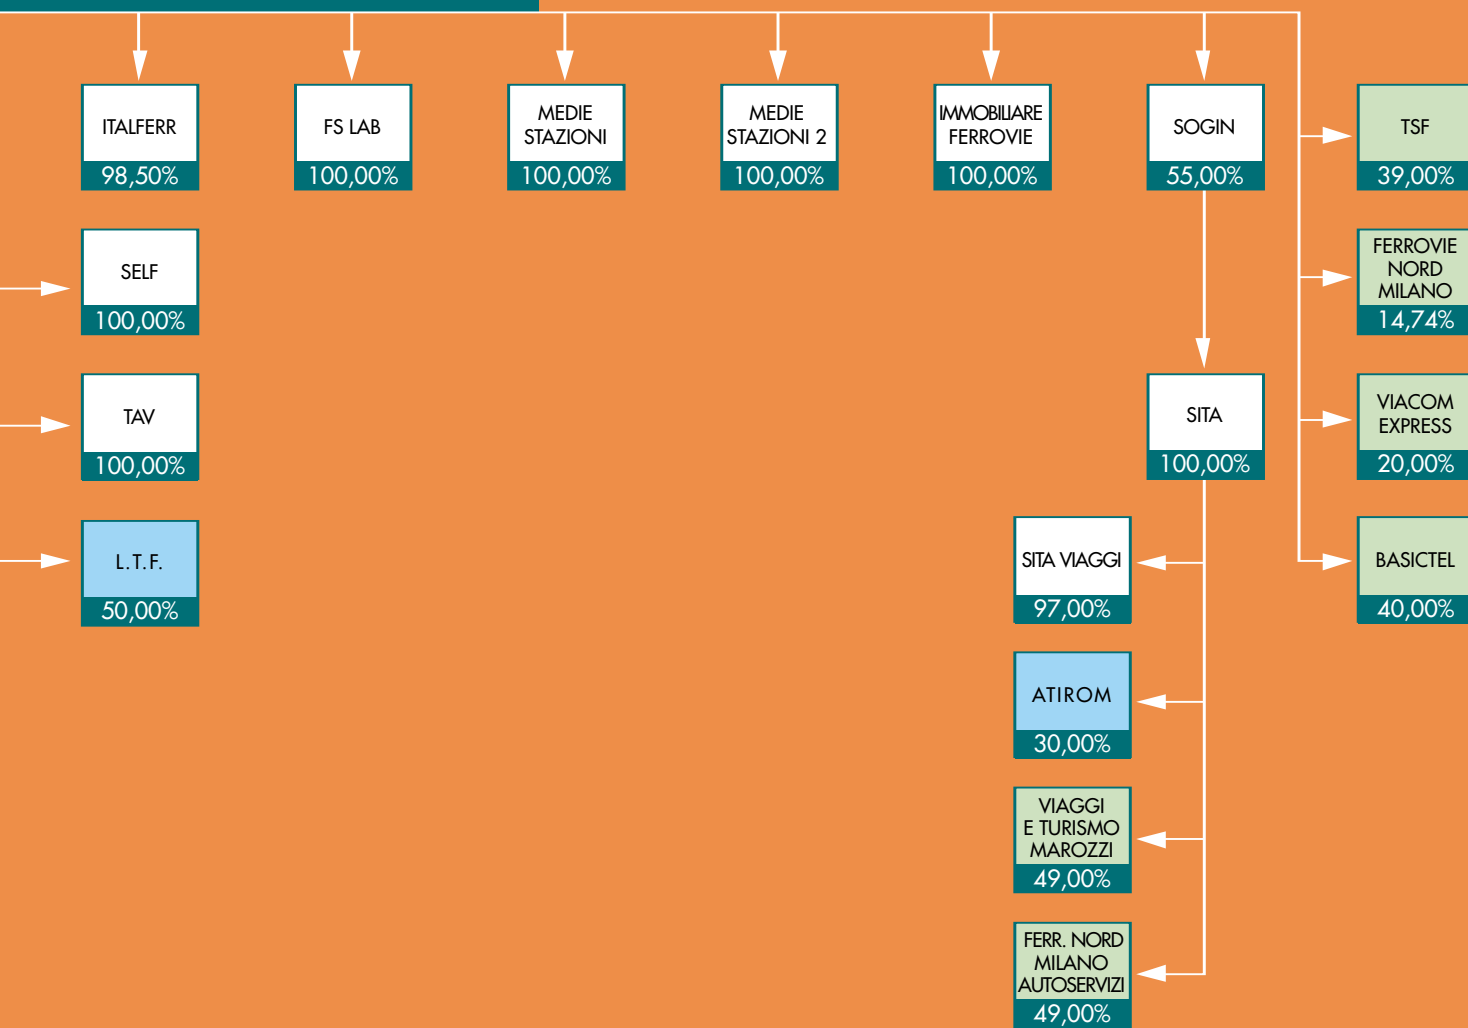 ITALFERR
98,50%
FS LAB
100,00%
MEDIE
STAZIONI
100,00%
MEDIE
STAZIONI 2
100,00%
IMMOBILIARE
FERROVIE
100,00%
SOGIN
55,00%
TSF
39,00%
SELF
100,00%
FERROVIE
NORD
MILANO
14,74%
TAV
100,00%
SITA
100,00%
VIACOM
EXPRESS
20,00%
L.T.F.
50,00%
SITA VIAGGI
97,00%
BASICTEL
40,00%
ATIROM
30,00%
VIAGGI
E TURISMO
MAROZZI
49,00%
FERR. NORD
MILANO
AUTOSERVIZI
49,00%